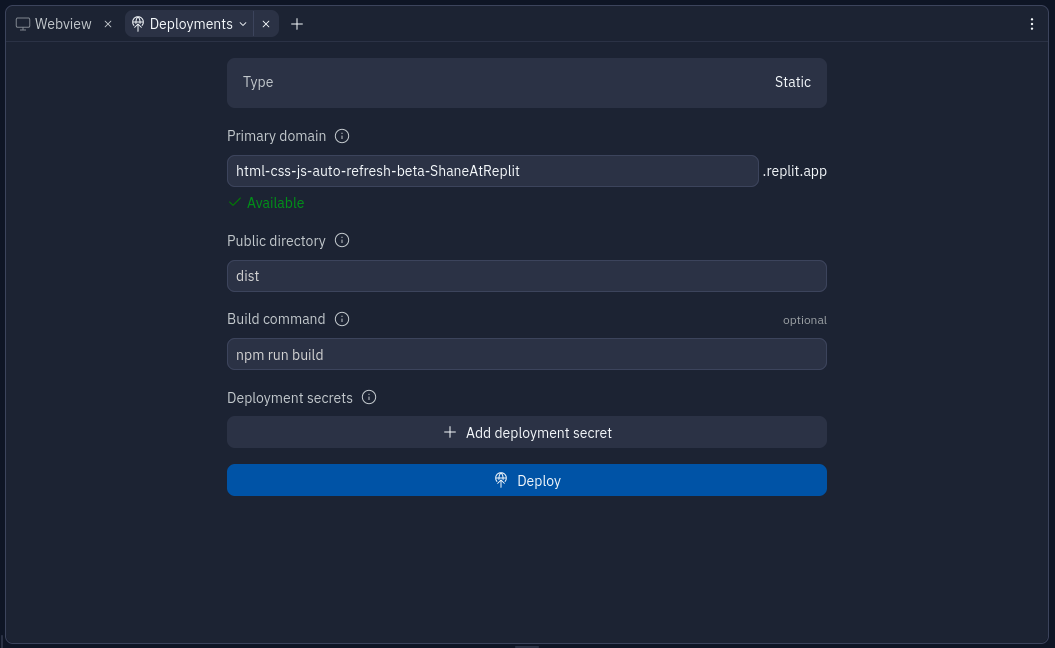 Webview
Deployments
Type Static
Primary domain
html-css-js-auto-refresh-beta-ShaneAtReplit .replit.app
Available
Public directory
dist
Build command optional
npm run build
Deployment secrets
Add deployment secret
Deploy